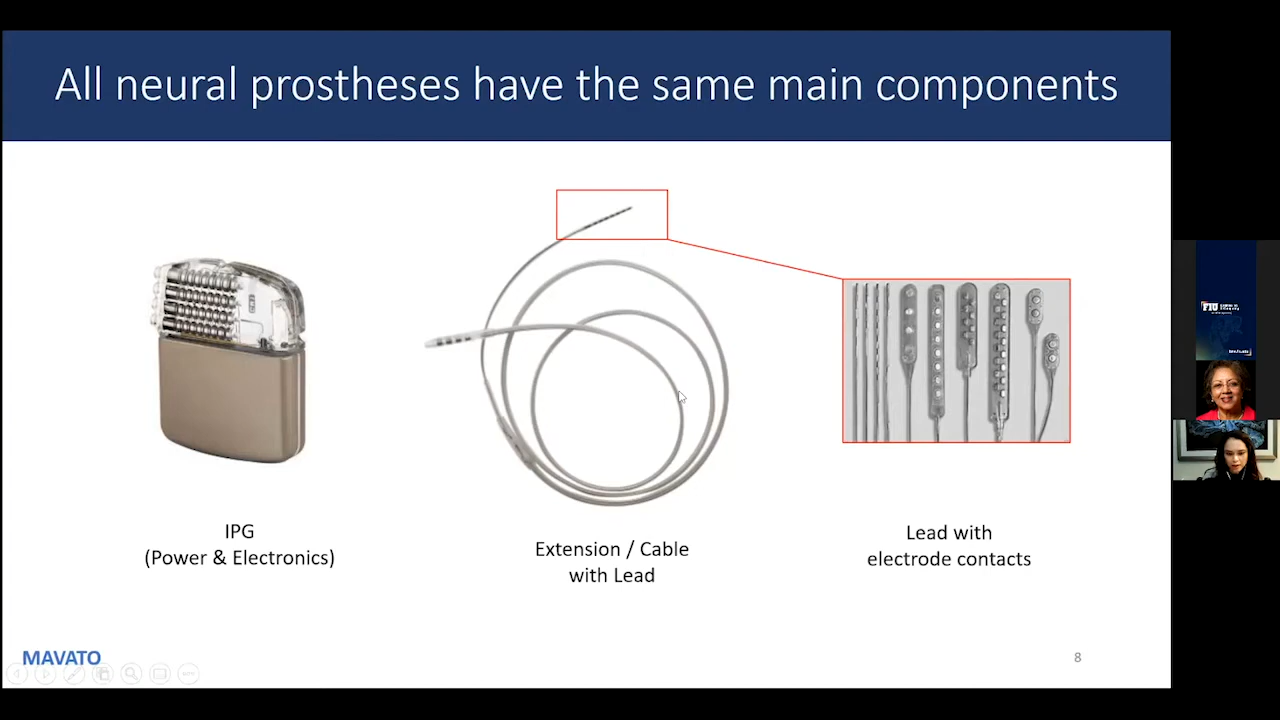 All neural prostheses have the same main components
IPG
(Power & Electronics)
Extension / Cable
with Lead
Lead with
electrode contacts
MAVATO
8
FIU